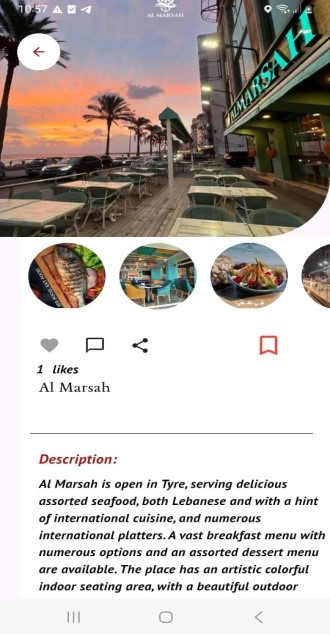 10:57
AL MARSAH
ALMARSAH
1 likes
Al Marsah
Description:
Al Marsah is open in Tyre, serving delicious
assorted seafood, both Lebanese and with a hint
of international cuisine, and numerous
international platters. A vast breakfast menu with
numerous options and an assorted dessert menu
are available. The place has an artistic colorful
indoor seating area, with a beautiful outdoor